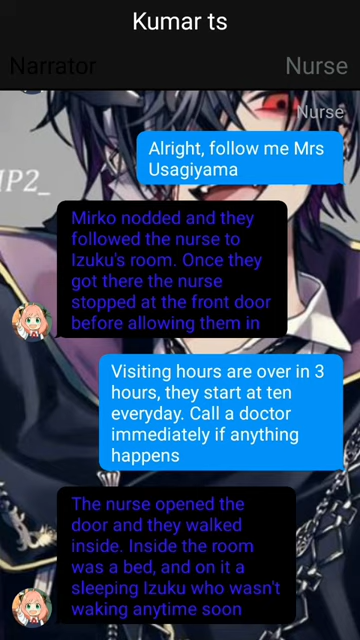 Kumar ts
Narrator
Nurse
Nurse
Alright, follow me Mrs
Usagiyama
IP2_
Mirko nodded and they
followed the nurse to
Izuku's room. Once they
got there the nurse
stopped at the front door
before allowing them in
Visiting hours are over in 3
hours, they start at ten
everyday. Call a doctor
immediately if anything
happens
The nurse opened the
door and they walked
inside. Inside the room
was a bed, and on it a
sleeping Izuku who wasn't
waking anytime soon